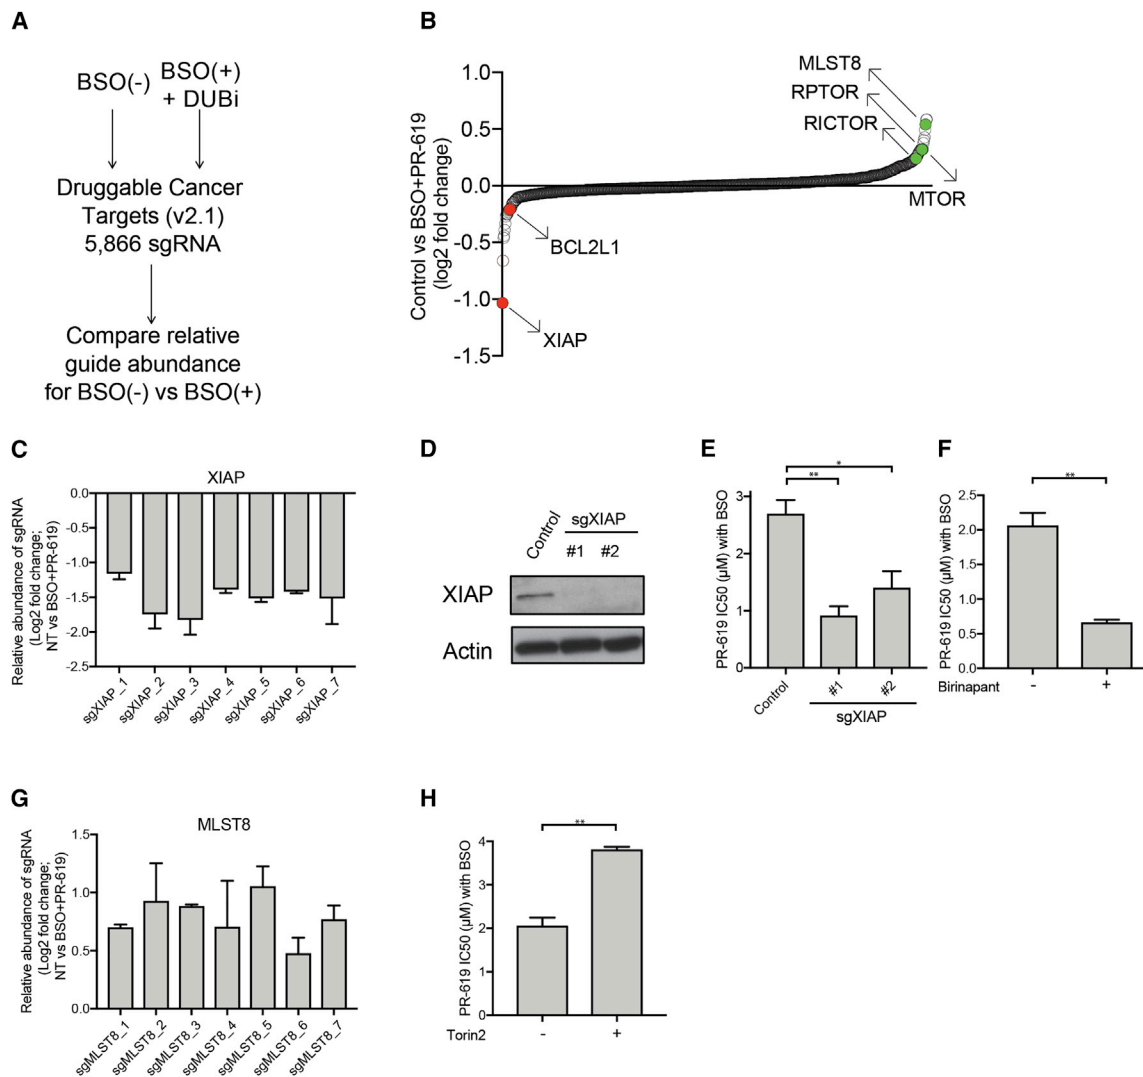 A
BSO(-)
BSO(+)
+ DUBi
Druggable Cancer
Targets (v2.1)
5,866 sgRNA
Compare relative
guide abundance
for BSO(-) vs BSO(+)
B
Control vs BSO+PR-619
(log2 fold change)
1.0
0.5
0.0
-0.5
-1.0
-1.5
MLST8
RPTOR
RICTOR
MTOR
BCL2L1
XIAP
C
XIAP
Relative abundance of sgRNA
(Log2 fold change;
NT vs BSO+PR-619)
0.0
-0.5
-1.0
-1.5
-2.0
-2.5
sgXIAP_1
sgXIAP_2
sgXIAP_3
sgXIAP_4
sgXIAP_5
sgXIAP_6
sgXIAP_7
D
Control
sgXIAP
#1 #2
XIAP
Actin
E
PR-619 IC50 (µM) with BSO
3
2
1
0
*
**
Control
#1
#2
sgXIAP
F
PR-619 IC50 (µM) with BSO
2.5
2.0
1.5
1.0
0.5
0.0
**
Birinapant - +
G
MLST8
Relative abundance of sgRNA
(Log2 fold change;
NT vs BSO+PR-619)
1.5
1.0
0.5
0.0
sgMLST8_1
sgMLST8_2
sgMLST8_3
sgMLST8_4
sgMLST8_5
sgMLST8_6
sgMLST8_7
H
PR-619 IC50 (µM) with BSO
4
3
2
1
0
**
Torin2 - +